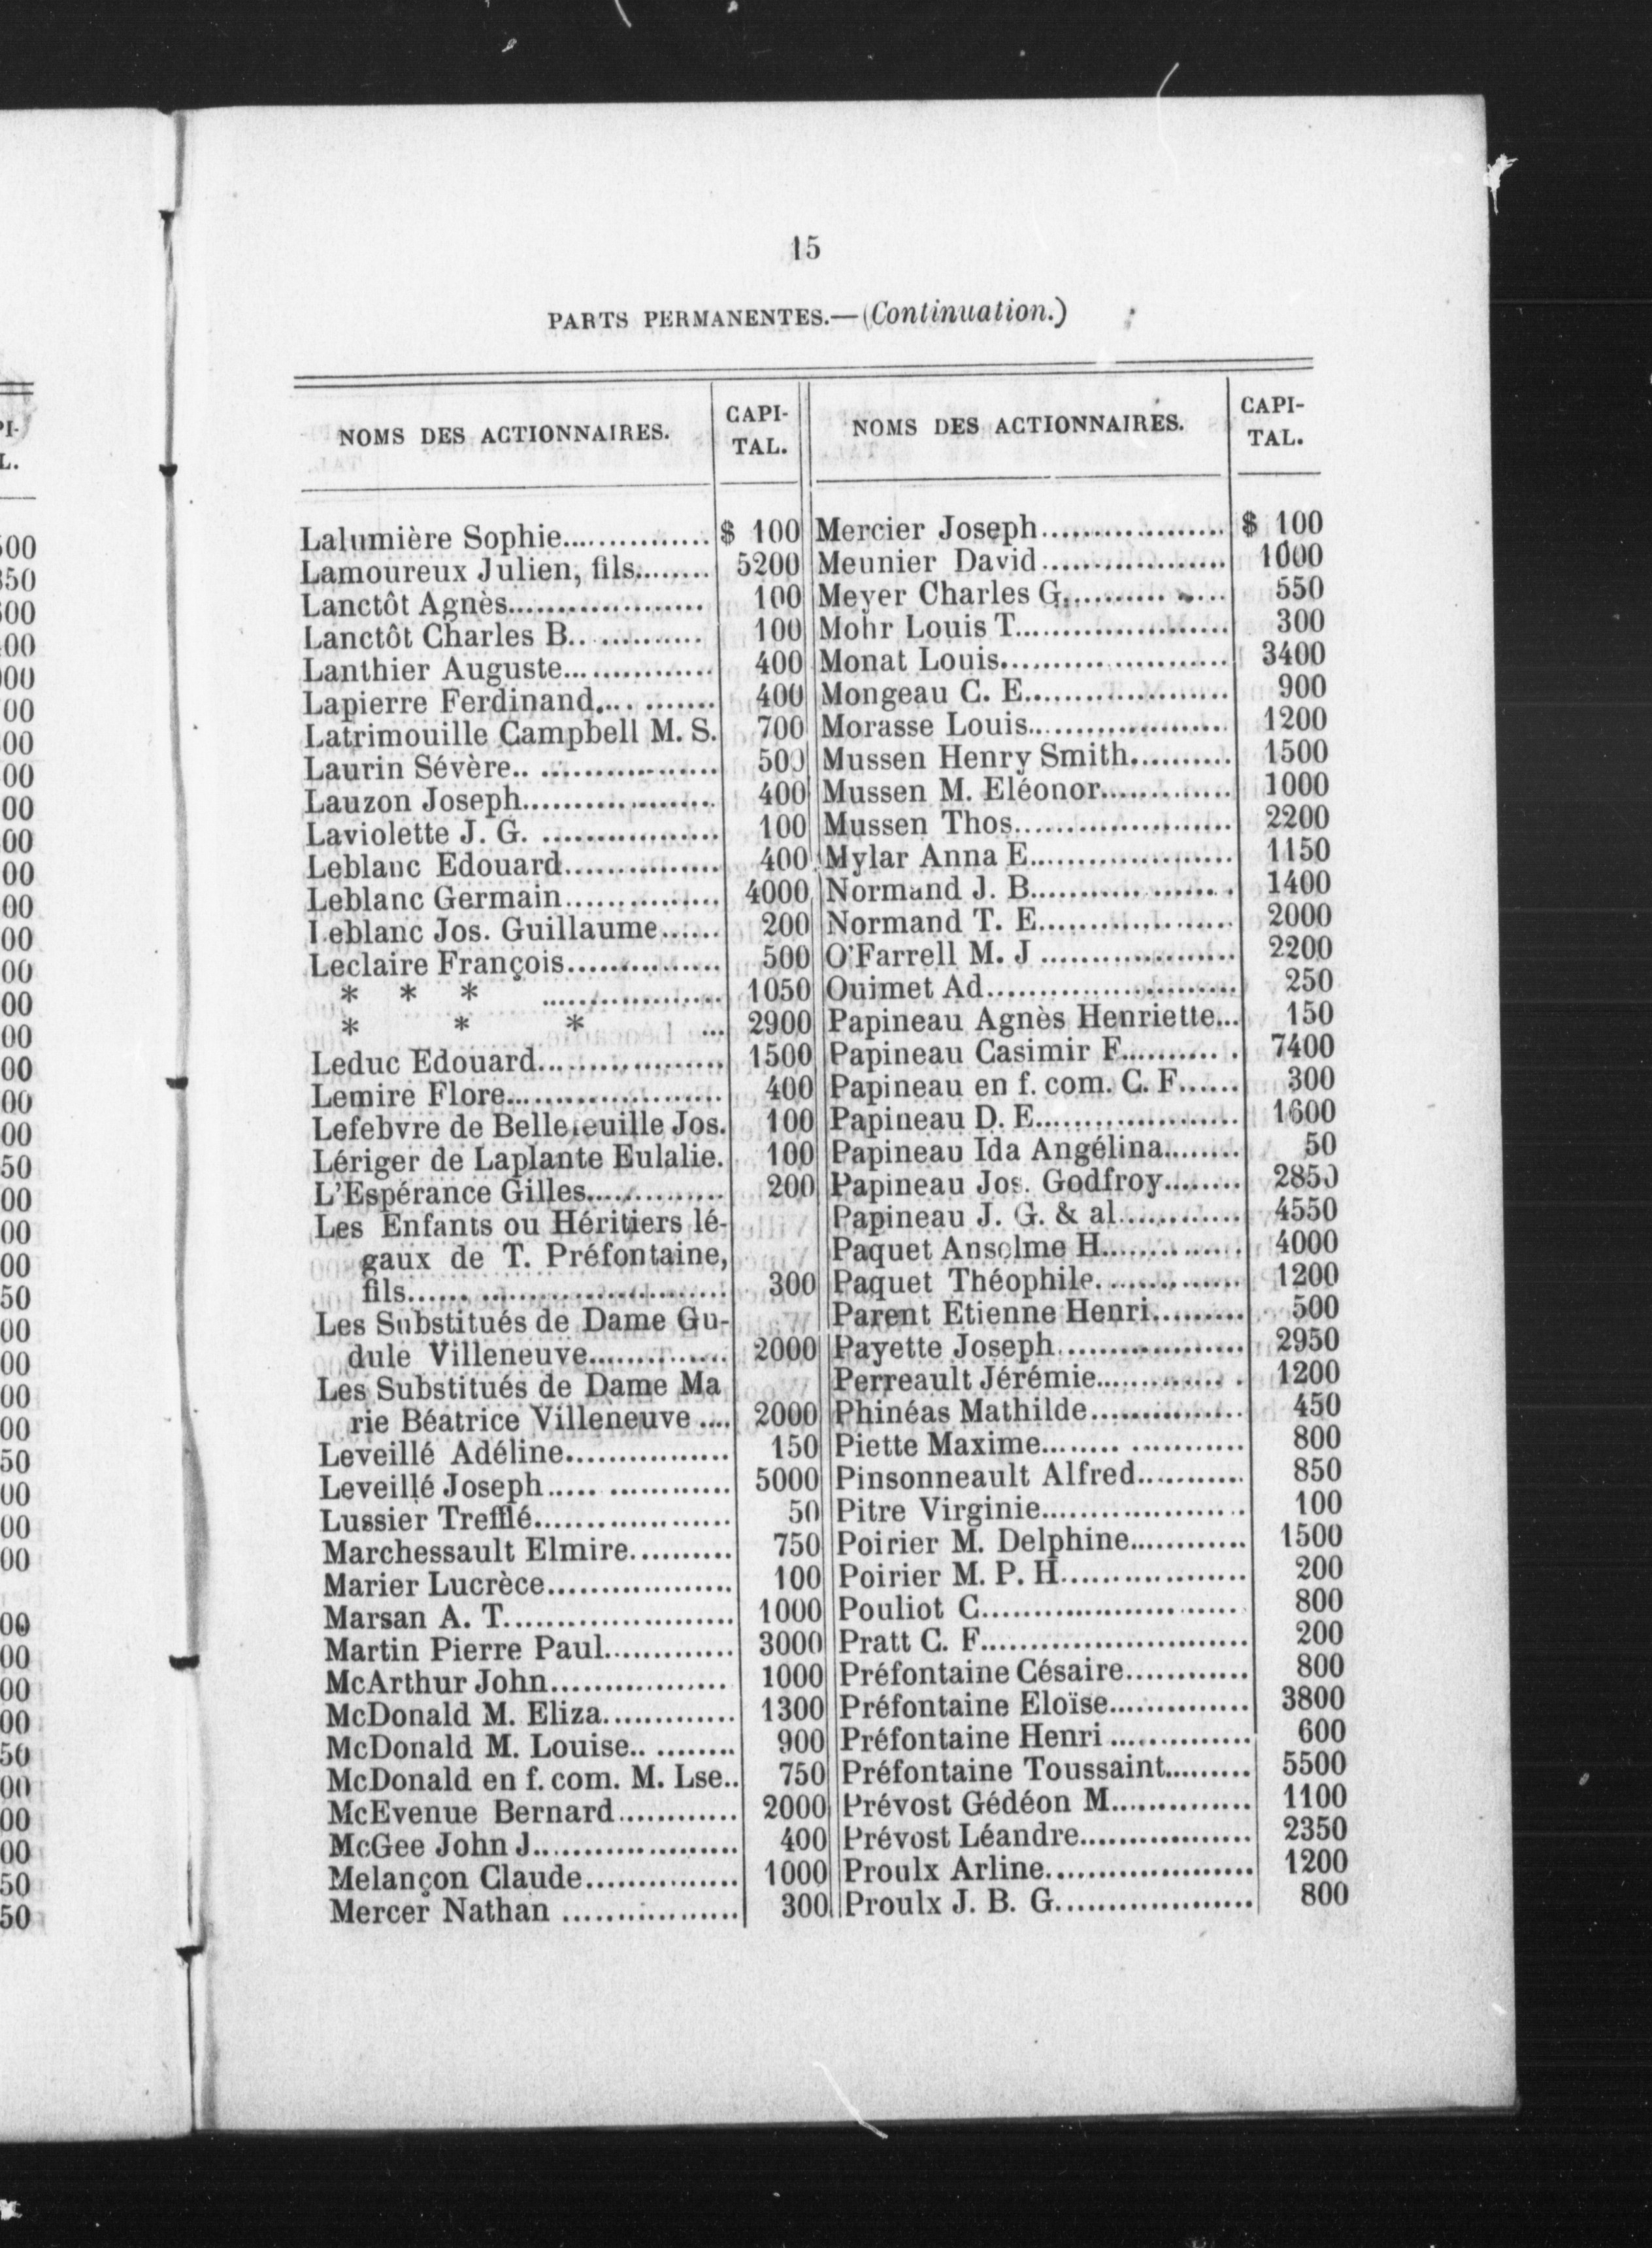 15
PARTS PERMANENTES.—(Continuation.)
NOMS DES ACTIONNAIRES.
CAPI-
TAL.
Lalumière Sophie............... $ 100
Lamoureux Julien, fils........ 5200
Lanctôt Agnès................... 100
Lanctôt Charles B.............. 100
Lanthier Auguste............... 400
Lapierre Ferdinand............ 400
Latrimouille Campbell M. S. 700
Laurin Sévère.................... 500
Lauzon Joseph................... 400
Laviolette J. G. .................. 100
Leblanc Edouard................ 400
Leblanc Germain............... 4000
Leblanc Jos. Guillaume...... 200
Leclaire François............... 500
* * * .................. 1050
* * * ... 2900
Leduc Edouard................... 1500
Lemire Flore...................... 400
Lefebvre de Bellefeuille Jos. 100
Lériger de Laplante Eulalie. 100
L'Espérance Gilles.............. 200
Les Enfants ou Héritiers lé-
gaux de T. Préfontaine,
fils................................ 300
Les Substitués de Dame Gu-
dule Villeneuve.............. 2000
Les Substitués de Dame Ma
rie Béatrice Villeneuve .... 2000
Leveillé Adéline................ 150
Leveillé Joseph.................. 5000
Lussier Trefflé.................... 50
Marchessault Elmire.......... 750
Marier Lucrèce.................. 100
Marsan A. T....................... 1000
Martin Pierre Paul............. 3000
McArthur John.................. 1000
McDonald M. Eliza............. 1300
McDonald M. Louise.......... 900
McDonald en f. com. M. Lse.. 750
McEvenue Bernard............ 2000
McGee John J..................... 400
Melançon Claude............... 1000
Mercer Nathan .................. 300
NOMS DES ACTIONNAIRES.
CAPI-
TAL.
Mercier Joseph................... $ 100
Meunier David................... 1000
Meyer Charles G................ 550
Mohr Louis T..................... 300
Monat Louis....................... 3400
Mongeau C. E..................... 900
Morasse Louis.................... 1200
Mussen Henry Smith.......... 1500
Mussen M. Eléonor............. 1000
Mussen Thos...................... 2200
Mylar Anna E..................... 1150
Normand J. B..................... 1400
Normand T. E.................... 2000
O'Farrell M. J .................... 2200
Ouimet Ad......................... 250
Papineau Agnès Henriette... 150
Papineau Casimir F............ 7400
Papineau en f. com. C. F...... 300
Papineau D. E.................... 1600
Papineau Ida Angélina........ 50
Papineau Jos. Godfroy........ 2850
Papineau J. G. & al............. 4550
Paquet Anselme H.............. 4000
Paquet Théophile............... 1200
Parent Etienne Henri.......... 500
Payette Joseph................... 2950
Perreault Jérémie............... 1200
Phinéas Mathilde................ 450
Piette Maxime.................... 800
Pinsonneault Alfred........... 850
Pitre Virginie..................... 100
Poirier M. Delphine............ 1500
Poirier M. P. H................... 200
Pouliot C........................... 800
Pratt C. F........................... 200
Préfontaine Césaire............ 800
Préfontaine Eloïse.............. 3800
Préfontaine Henri .............. 600
Préfontaine Toussaint......... 5500
Prévost Gédéon M.............. 1100
Prévost Léandre................. 2350
Proulx Arline..................... 1200
Proulx J. B. G.................... 800